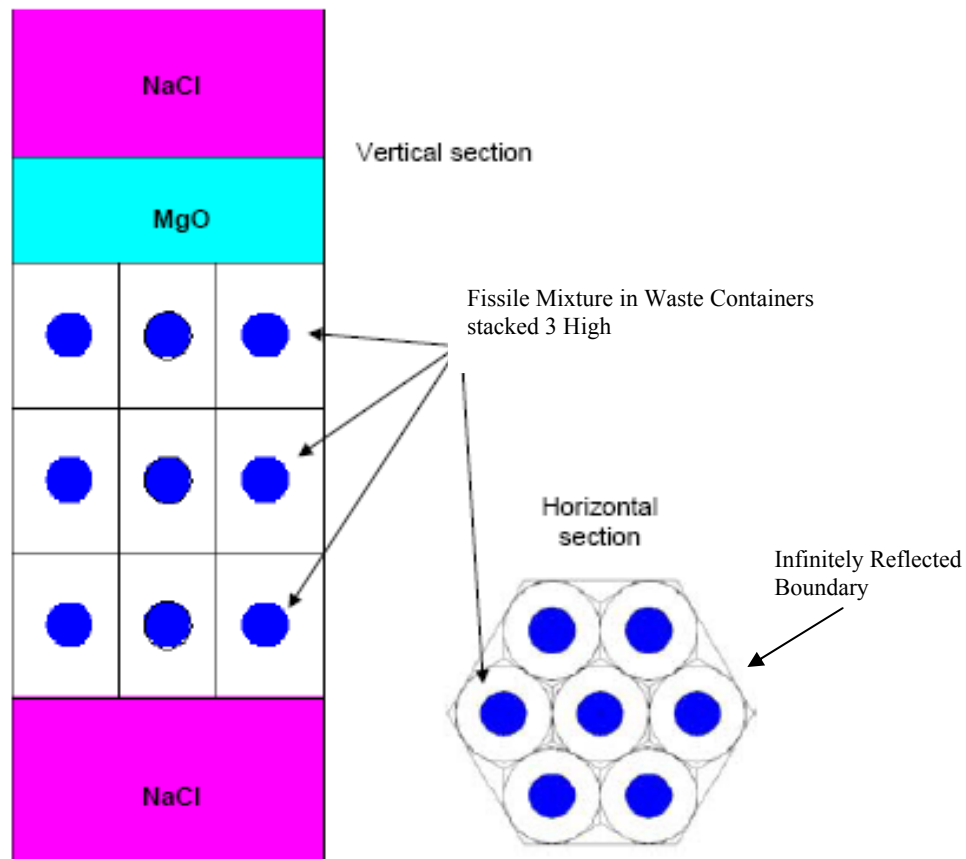 NaCl
Vertical section
MgO
Fissile Mixture in Waste Containers
stacked 3 High
Horizontal
section
Infinitely Reflected
Boundary
NaCl